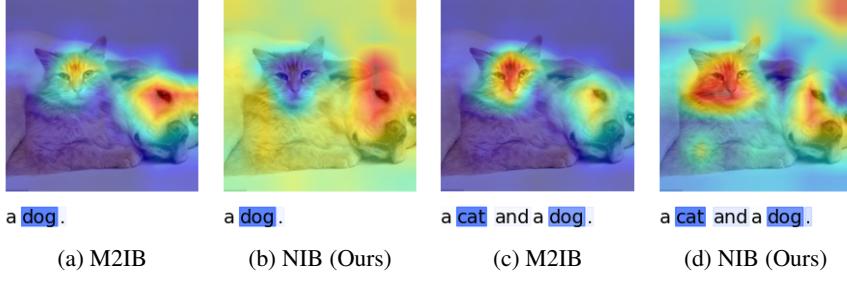 a dog . a dog . a cat and a dog . a cat and a dog .
(a) M2IB (b) NIB (Ours) (c) M2IB (d) NIB (Ours)